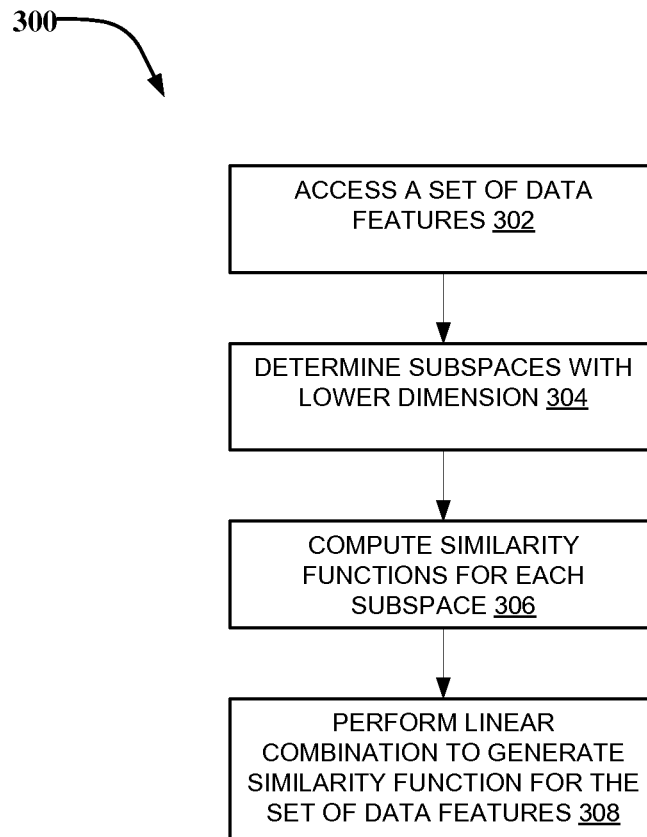 300
ACCESS A SET OF DATA
FEATURES 302
DETERMINE SUBSPACES WITH
LOWER DIMENSION 304
COMPUTE SIMILARITY
FUNCTIONS FOR EACH
SUBSPACE 306
PERFORM LINEAR
COMBINATION TO GENERATE
SIMILARITY FUNCTION FOR THE
SET OF DATA FEATURES 308